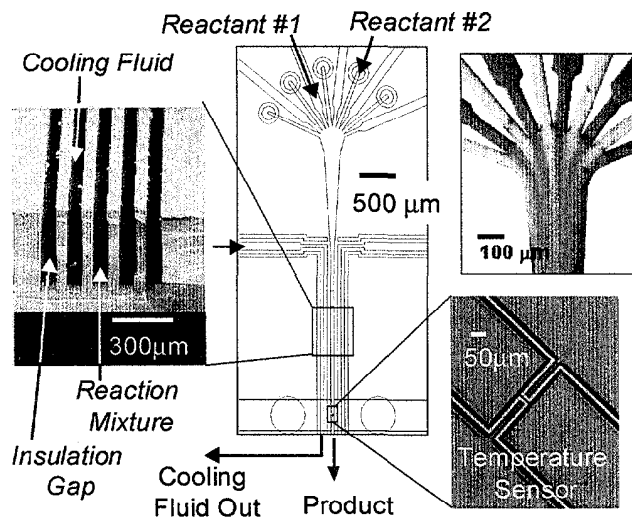 Reactant #1
Reactant #2
Cooling Fluid
500 μm
100 μm
300μm
50μm
Reaction
Mixture
Insulation
Gap
Cooling
Fluid Out
Product
Temperature
Sensor